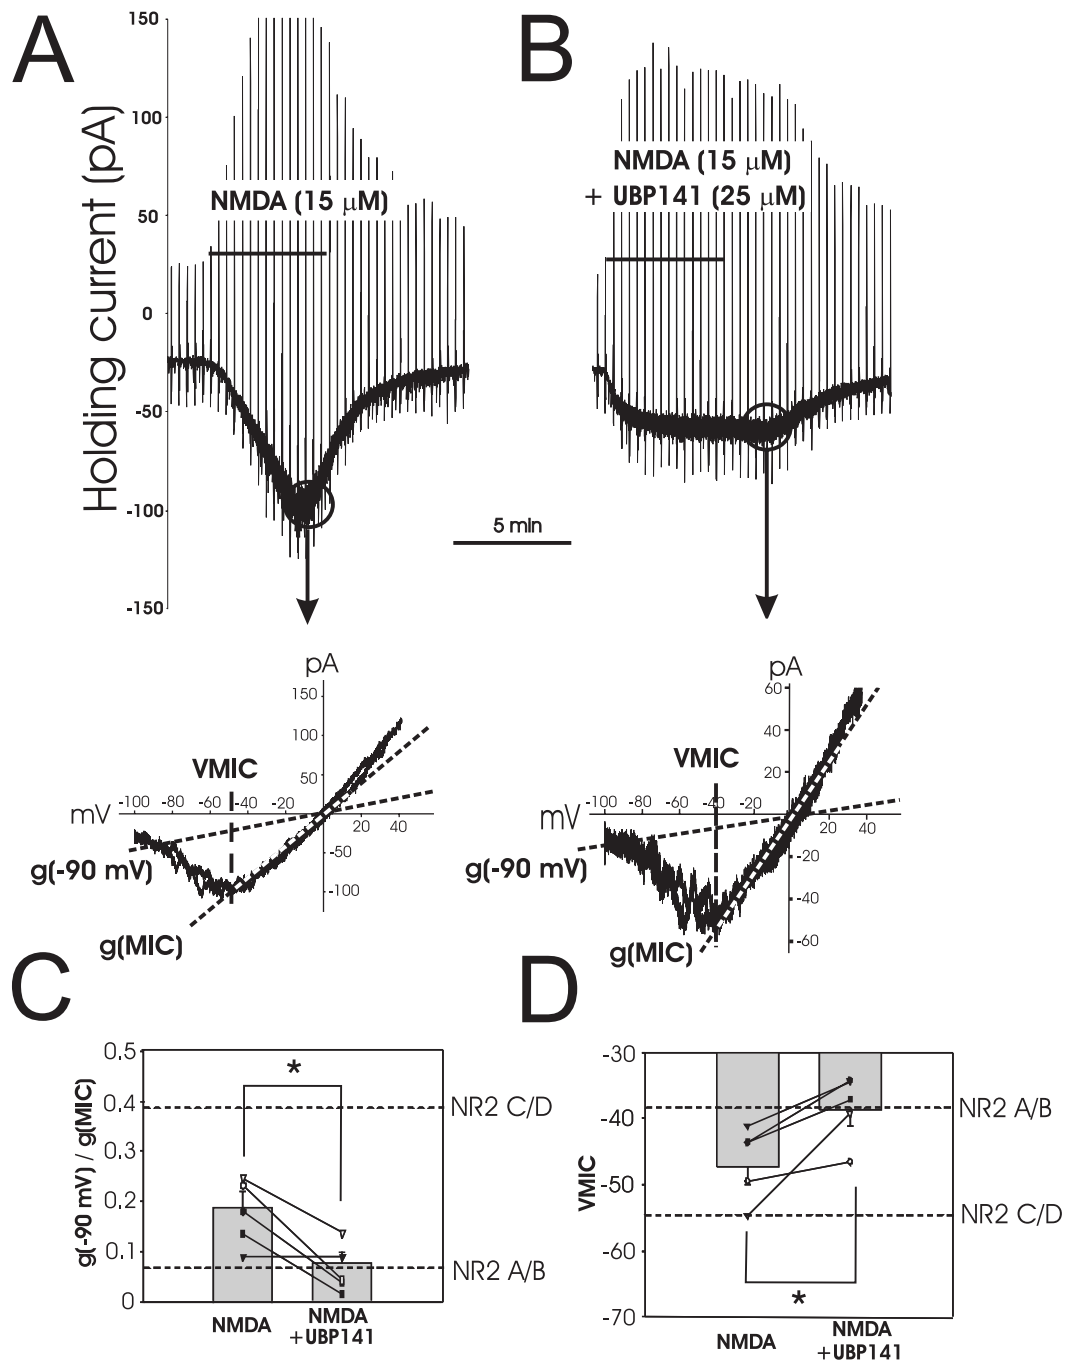 A
B
Holding current (pA)
150
100
50
0
-50
-100
-150
NMDA (15 μM)
NMDA (15 μM)
+ UBP141 (25 μM)
5 min
pA
150
100
50
-50
-100
mV
-100 -80 -60 -40 -20
20 40
VMIC
g(-90 mV)
g(MIC)
pA
60
40
20
-20
-40
-60
mV
-100 -80 -60 -40 -20
20 40
VMIC
g(-90 mV)
g(MIC)
C
g(-90 mV) / g(MIC)
0,5
0,4
0,3
0,2
0,1
0
*
NR2 C/D
NR2 A/B
NMDA
NMDA
+UBP141
D
VMIC
-30
-40
-50
-60
-70
NR2 A/B
NR2 C/D
*
NMDA
NMDA
+UBP141